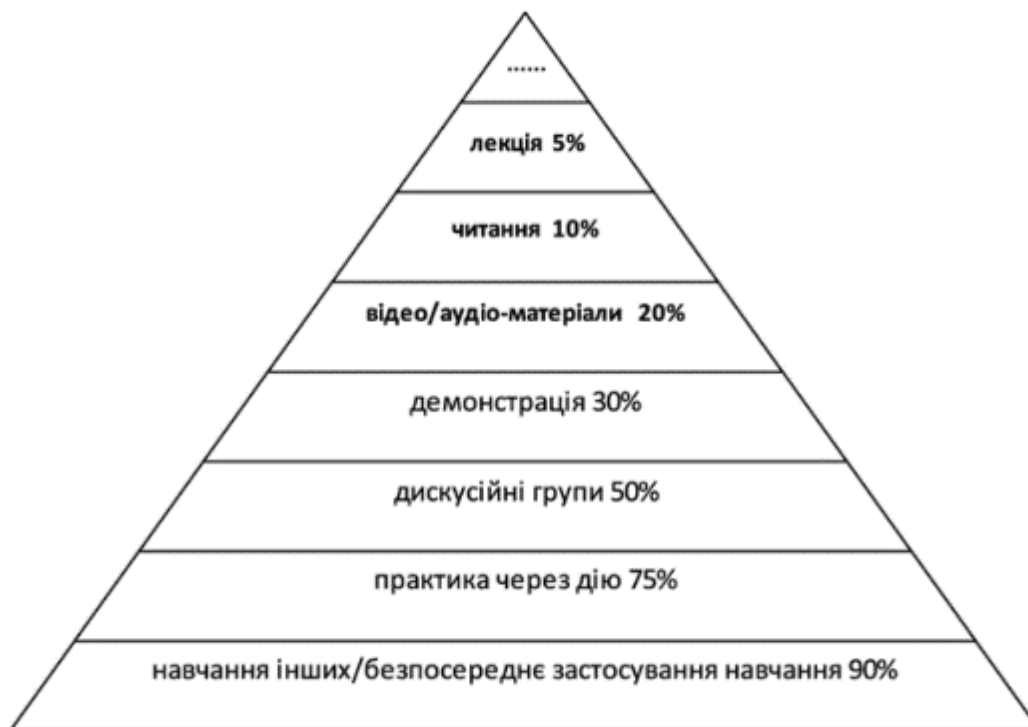 ......
лекція 5%
читання 10%
відео/аудіо-матеріали 20%
демонстрація 30%
дискусійні групи 50%
практика через дію 75%
навчання інших/безпосереднє застосування навчання 90%